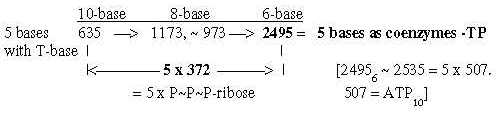 10-base 8-base 6-base
5 bases 635 —> 1173, ~ 973 —> 2495 = 5 bases as coenzymes -TP
with T-base
<——— 5 x 372 ———> [2495₆ ~ 2535 = 5 x 507.
= 5 x P~P~P-ribose 507 = ATP₁₀]